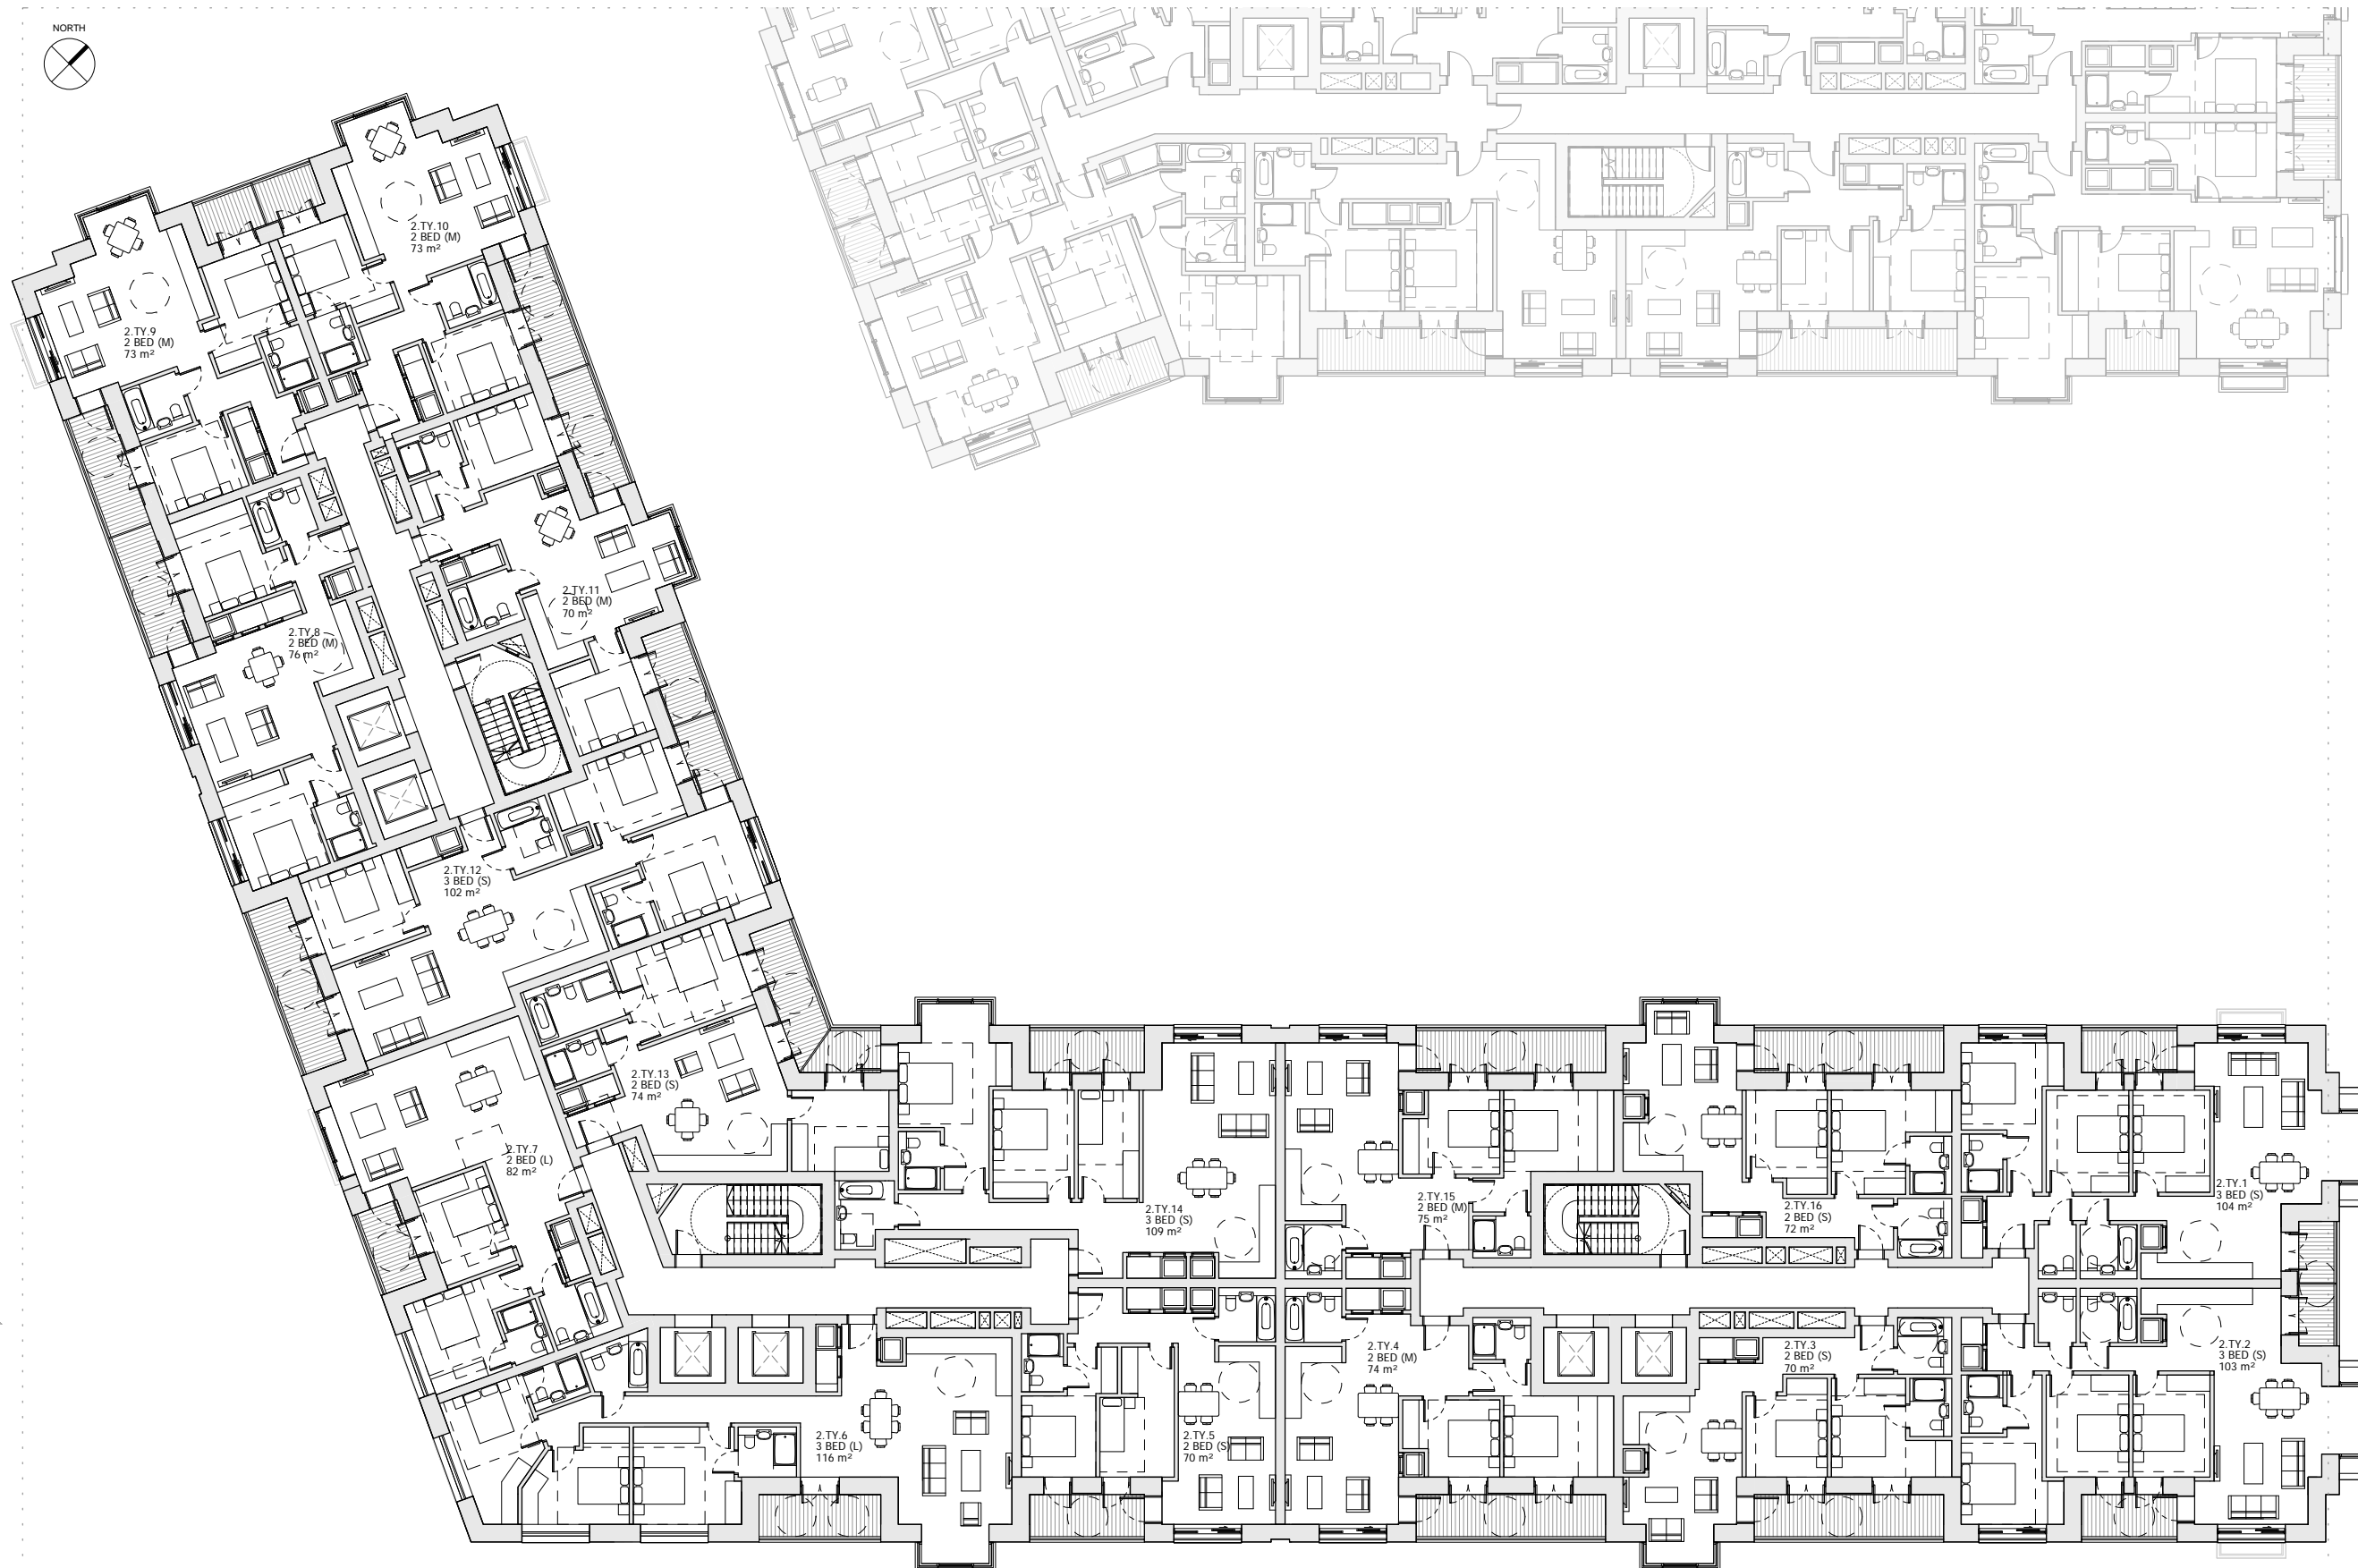 NORTH
2.TY.10
2 BED (M)
73 m²
2.TY.9
2 BED (M)
73 m²
2.TY.11
2 BED (M)
70 m²
2.TY.8
2 BED (M)
76 m²
2.TY.12
3 BED (S)
102 m²
2.TY.13
2 BED (S)
74 m²
2.TY.7
2 BED (L)
82 m²
2.TY.14
3 BED (S)
109 m²
2.TY.15
2 BED (M)
75 m²
2.TY.16
2 BED (S)
72 m²
2.TY.1
3 BED (S)
104 m²
2.TY.6
3 BED (L)
116 m²
2.TY.5
2 BED (S)
70 m²
2.TY.4
2 BED (M)
74 m²
2.TY.3
2 BED (S)
70 m²
2.TY.2
3 BED (S)
103 m²